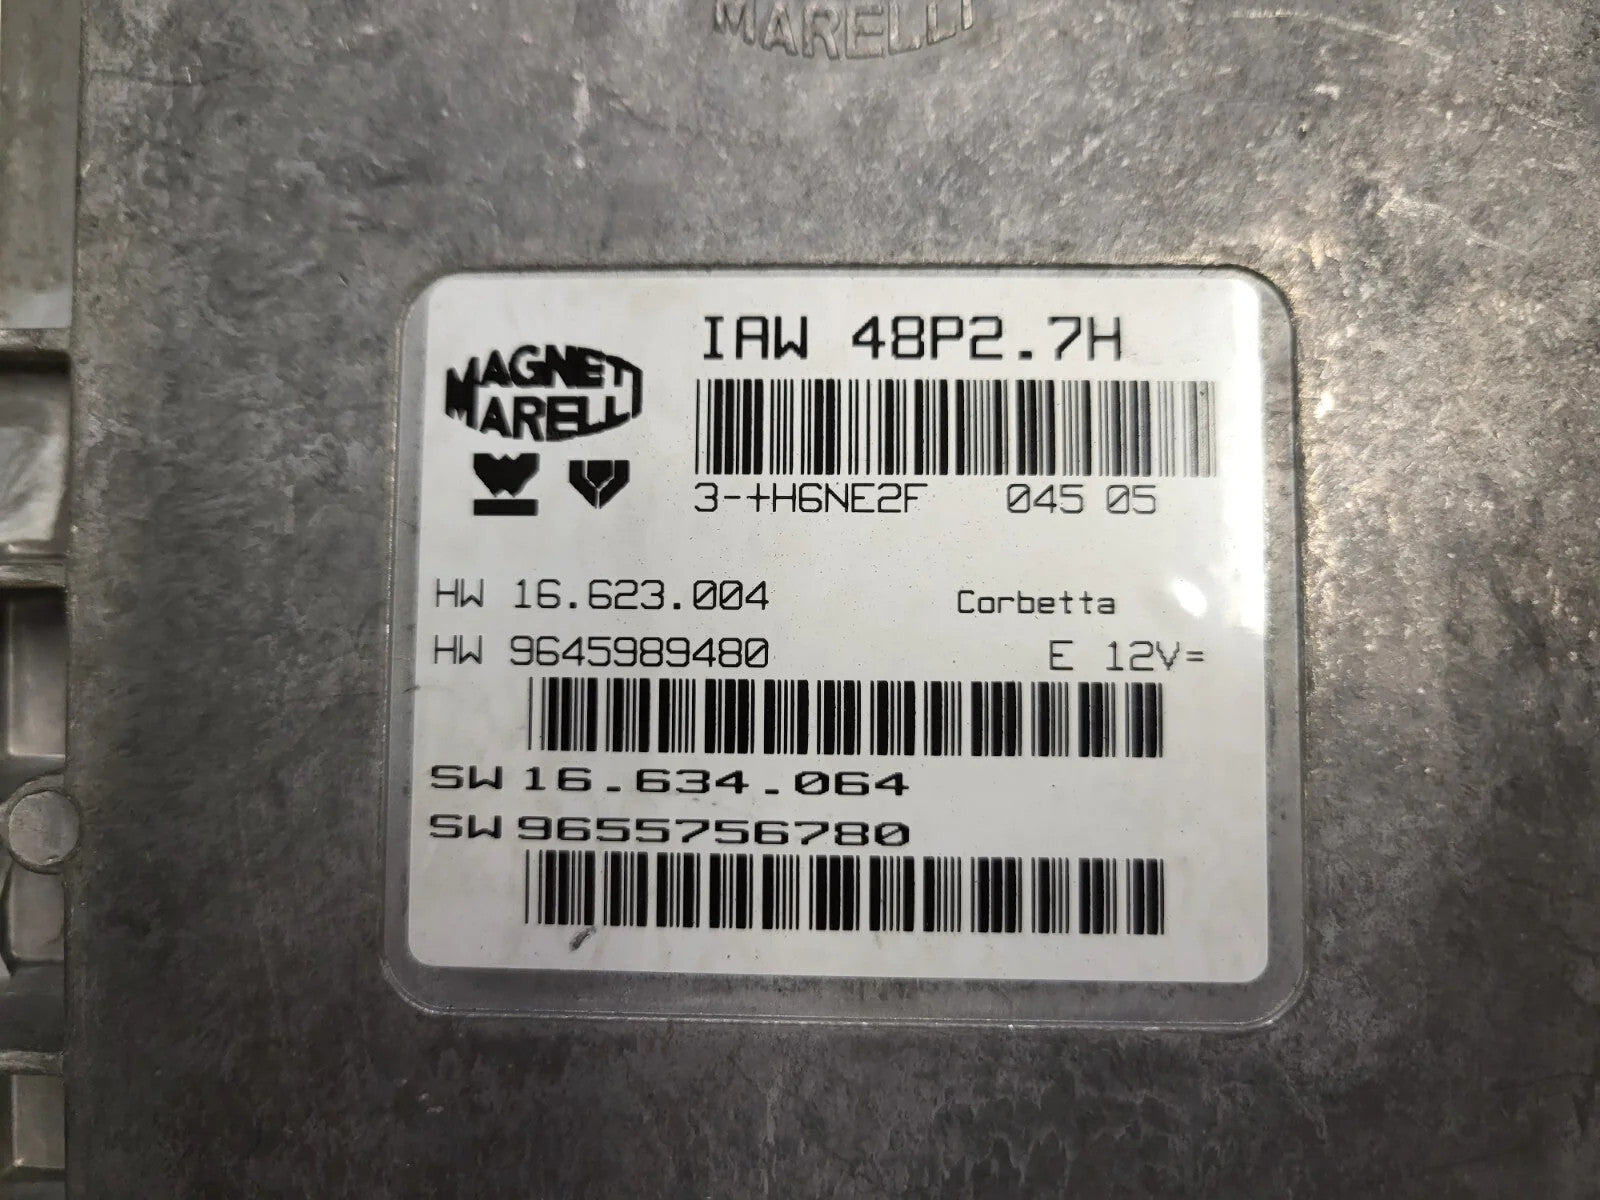 MARELLI
IAW 48P2.7H
MAGNETI
MARELLI
3-+H6NE2F 045 05
HW 16.623.004 Corbetta
HW 9645989480 E 12V=
SW 16.634.064
SW 9655756780